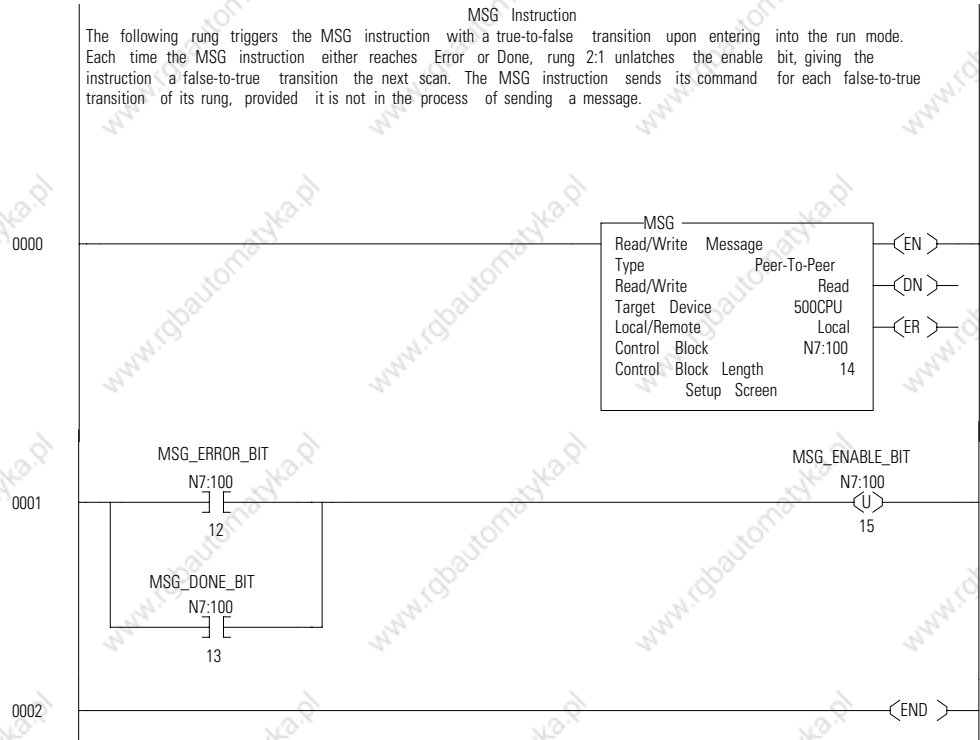 MSG Instruction
The following rung triggers the MSG instruction with a true-to-false transition upon entering into the run mode.
Each time the MSG instruction either reaches Error or Done, rung 2:1 unlatches the enable bit, giving the
instruction a false-to-true transition the next scan. The MSG instruction sends its command for each false-to-true
transition of its rung, provided it is not in the process of sending a message.
0000
MSG
Read/Write Message
Type Peer-To-Peer
Read/Write Read
Target Device 500CPU
Local/Remote Local
Control Block N7:100
Control Block Length 14
Setup Screen
EN
DN
ER
0001
MSG_ERROR_BIT
N7:100
12
MSG_DONE_BIT
N7:100
13
MSG_ENABLE_BIT
N7:100
U
15
0002
END
www.rgbautomatyka.pl